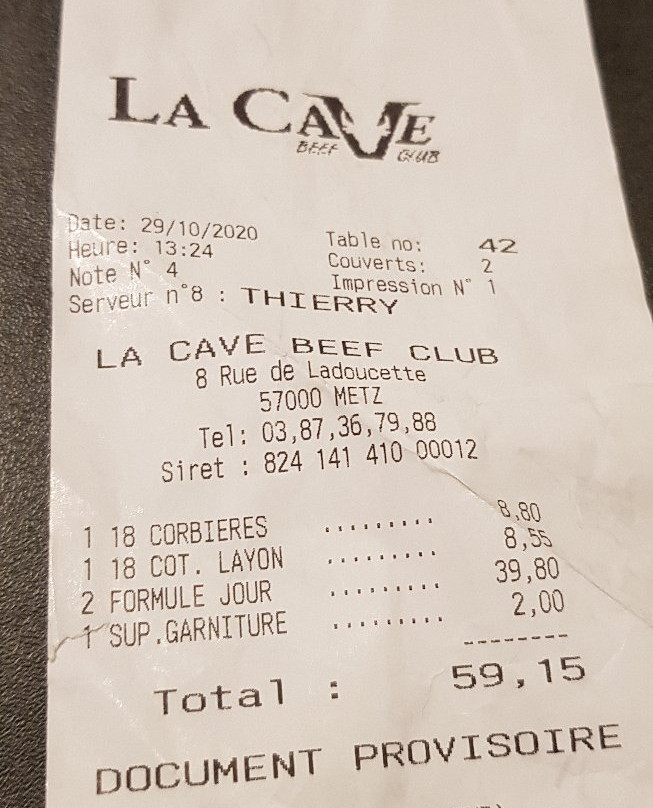 LA CAVE
BEEF CLUB
Date: 29/10/2020
Heure: 13:24
Note N° 4
Serveur n°8 : THIERRY
Table no: 42
Couverts: 2
Impression N° 1
LA CAVE BEEF CLUB
8 Rue de Ladoucette
57000 METZ
Tel: 03,87,36,79,88
Siret : 824 141 410 00012
1 18 CORBIERES ......... 8,80
1 18 COT. LAYON ......... 8,55
2 FORMULE JOUR ......... 39,80
1 SUP.GARNITURE ......... 2,00
---------
Total : 59,15
DOCUMENT PROVISOIRE